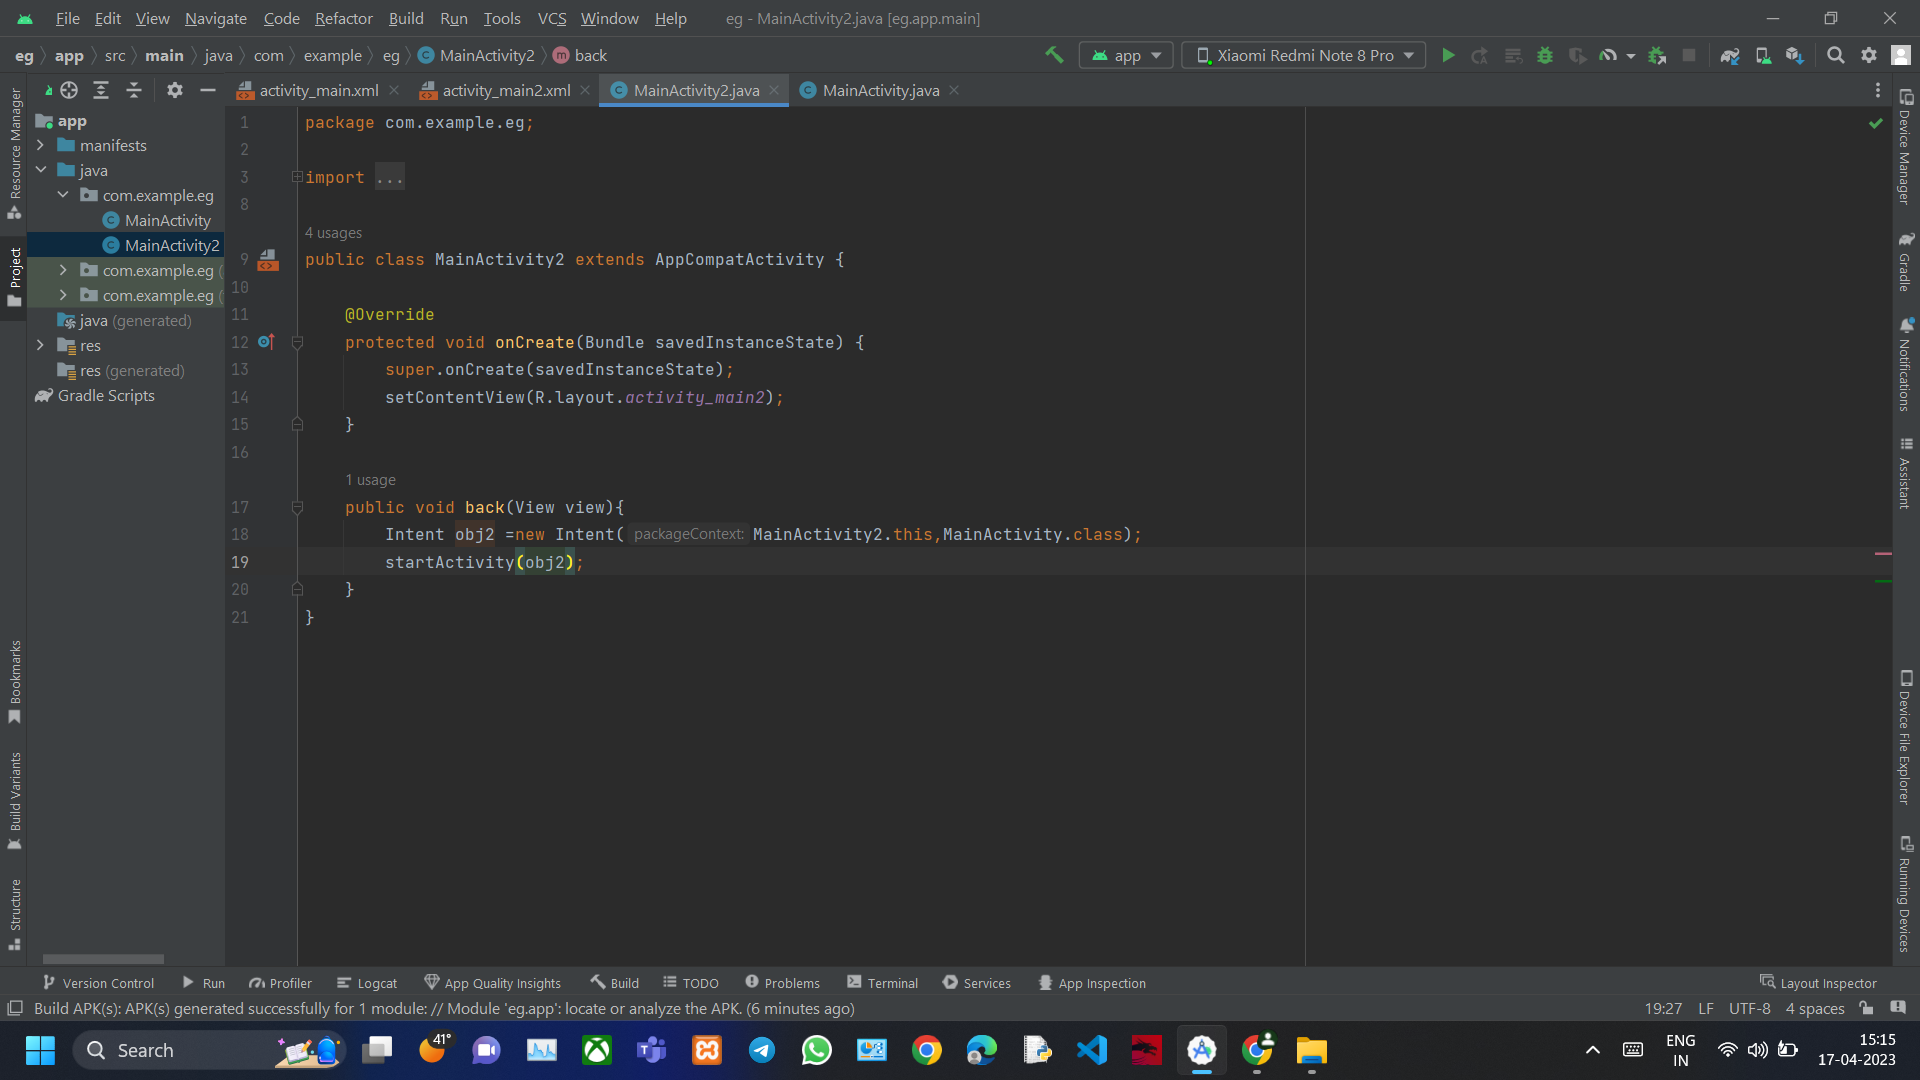 File Edit View Navigate Code Refactor Build Run Tools VCS Window Help eg - MainActivity2.java [eg.app.main]
eg app src main java com example eg MainActivity2 back app Xiaomi Redmi Note 8 Pro
activity_main.xml activity_main2.xml MainActivity2.java MainActivity.java
Resource Manager
Project
Bookmarks
Build Variants
Structure
app
manifests
java
com.example.eg
MainActivity
MainActivity2
com.example.eg (
com.example.eg (
java (generated)
res
res (generated)
Gradle Scripts
1 package com.example.eg;
2
3 import ...
8
4 usages
9 public class MainActivity2 extends AppCompatActivity {
10
11 @Override
12 protected void onCreate(Bundle savedInstanceState) {
13 super.onCreate(savedInstanceState);
14 setContentView(R.layout.activity_main2);
15 }
16
1 usage
17 public void back(View view){
18 Intent obj2 =new Intent( packageContext: MainActivity2.this,MainActivity.class);
19 startActivity(obj2);
20 }
21 }
Device Manager
Gradle
Notifications
Assistant
Device File Explorer
Running Devices
Version Control Run Profiler Logcat App Quality Insights Build TODO Problems Terminal Services App Inspection Layout Inspector
Build APK(s): APK(s) generated successfully for 1 module: // Module 'eg.app': locate or analyze the APK. (6 minutes ago) 19:27 LF UTF-8 4 spaces
Search 41° ENG IN 15:15
17-04-2023